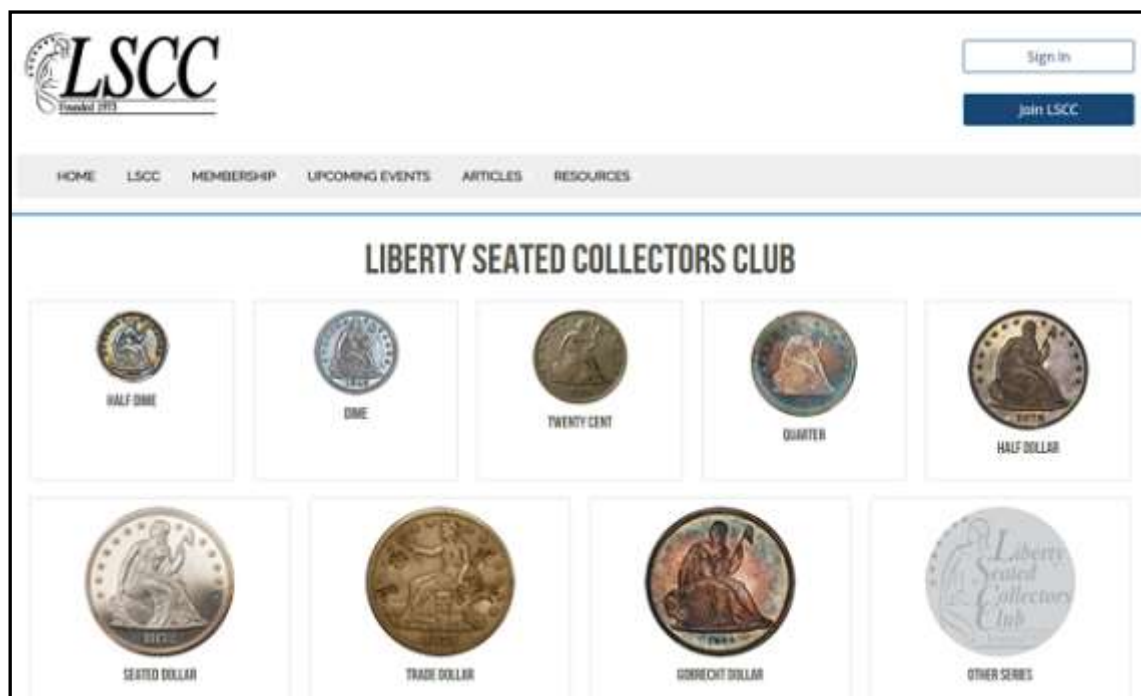 LSCC
Founded 1973
Sign In
Join LSCC
HOME LSCC MEMBERSHIP UPCOMING EVENTS ARTICLES RESOURCES
LIBERTY SEATED COLLECTORS CLUB
HALF DIME
DIME
TWENTY CENT
QUARTER
HALF DOLLAR
SEATED DOLLAR
TRADE DOLLAR
GOBRECHT DOLLAR
Liberty
Seated
Collectors
Club
OTHER SERIES